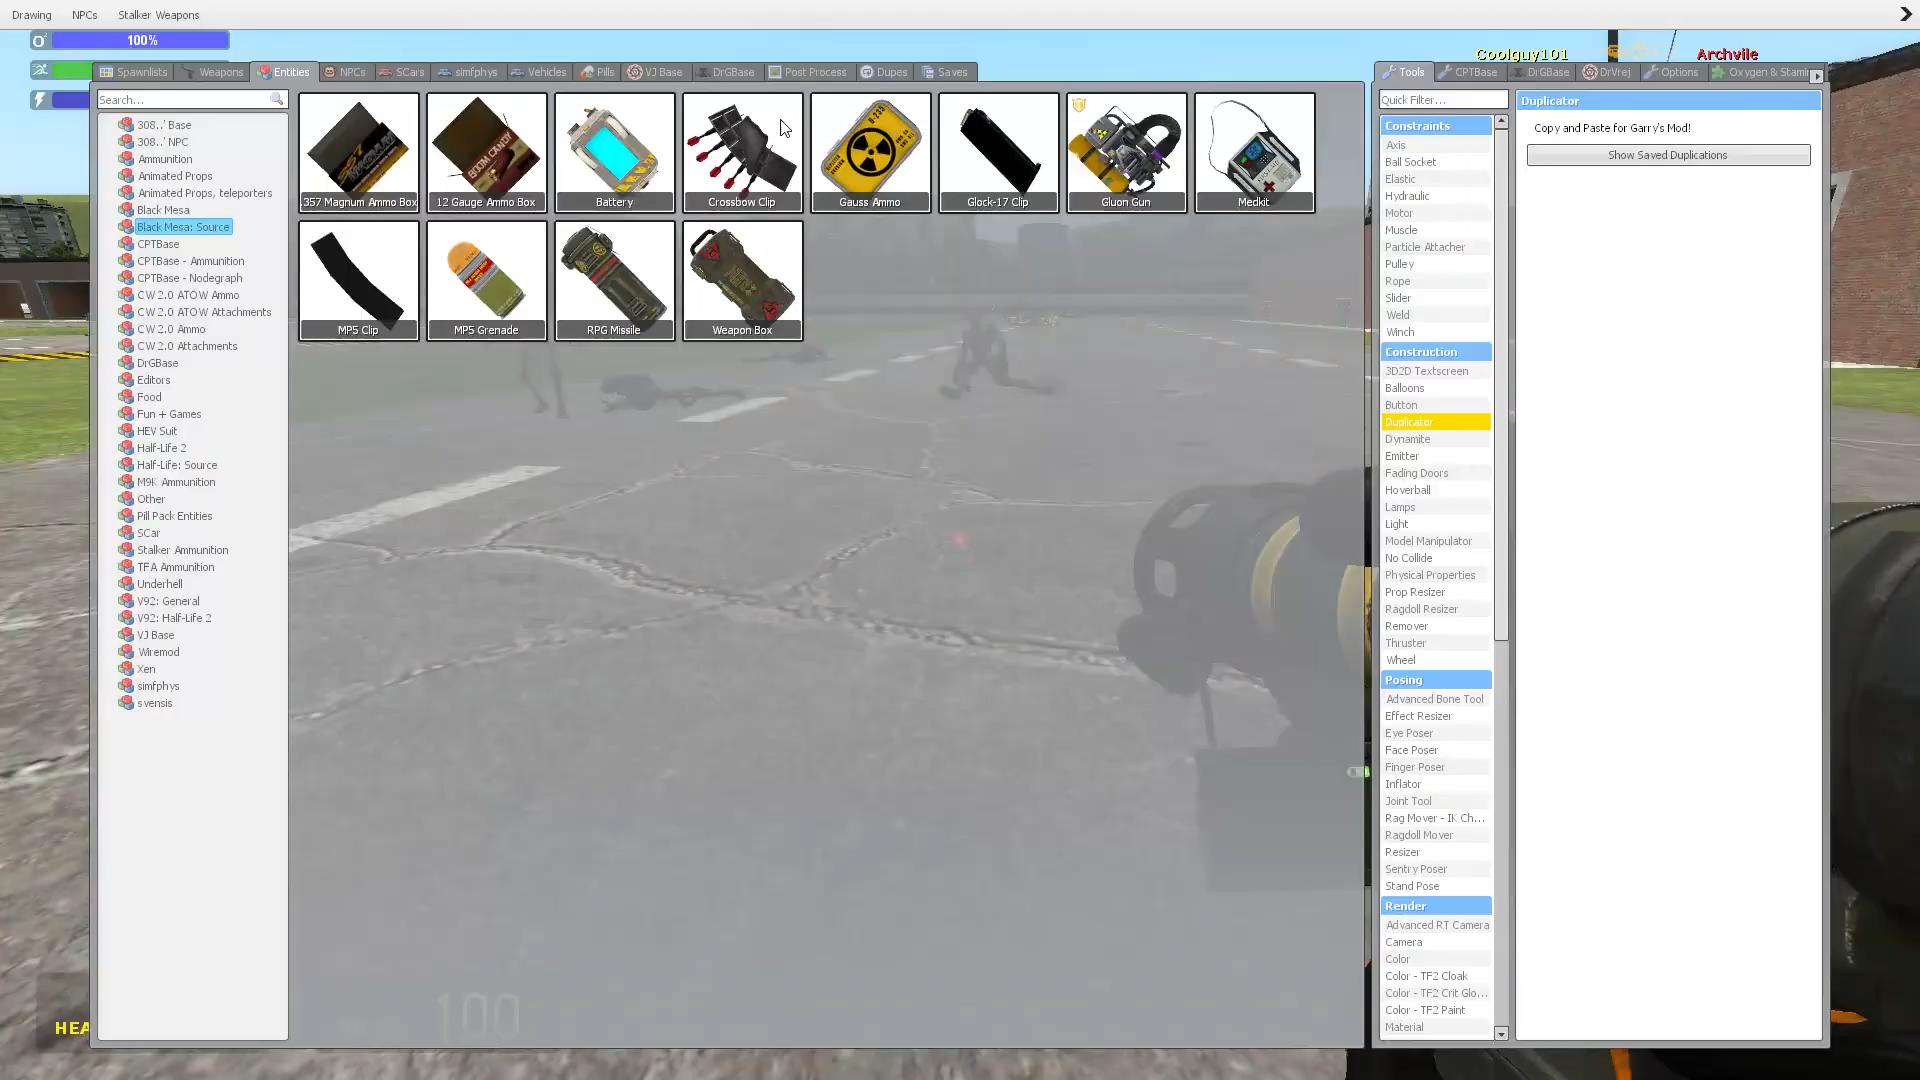 Drawing NPCs Stalker Weapons
100%
Coolguy101
Archvile
Spawnlists Weapons Entities NPCs SCars simfphys Vehicles Pills VJ Base DrGBase Post Process Dupes Saves
Tools CPTBase DrGBase DrVrej Options Oxygen & Stami
Search...
308..' Base
308..' NPC
Ammunition
Animated Props
Animated Props, teleporters
Black Mesa
Black Mesa: Source
CPTBase
CPTBase - Ammunition
CPTBase - Nodegraph
CW 2.0 ATOW Ammo
CW 2.0 ATOW Attachments
CW 2.0 Ammo
CW 2.0 Attachments
DrGBase
Editors
Food
Fun + Games
HEV Suit
Half-Life 2
Half-Life: Source
M9K Ammunition
Other
Pill Pack Entities
SCar
Stalker Ammunition
TFA Ammunition
Underhell
V92: General
V92: Half-Life 2
VJ Base
Wiremod
Xen
simfphys
svensis
.357 Magnum Ammo Box
12 Gauge Ammo Box
Battery
Crossbow Clip
Gauss Ammo
Glock-17 Clip
Gluon Gun
Medkit
MP5 Clip
MP5 Grenade
RPG Missile
Weapon Box
100
HEA
Quick Filter...
Constraints
Axis
Ball Socket
Elastic
Hydraulic
Motor
Muscle
Particle Attacher
Pulley
Rope
Slider
Weld
Winch
Construction
3D2D Textscreen
Balloons
Button
Duplicator
Dynamite
Emitter
Fading Doors
Hoverball
Lamps
Light
Model Manipulator
No Collide
Physical Properties
Prop Resizer
Ragdoll Resizer
Remover
Thruster
Wheel
Posing
Advanced Bone Tool
Effect Resizer
Eye Poser
Face Poser
Finger Poser
Inflator
Joint Tool
Rag Mover - IK Ch...
Ragdoll Mover
Resizer
Sentry Poser
Stand Pose
Render
Advanced RT Camera
Camera
Color
Color - TF2 Cloak
Color - TF2 Crit Glo...
Color - TF2 Paint
Material
Duplicator
Copy and Paste for Garry's Mod!
Show Saved Duplications